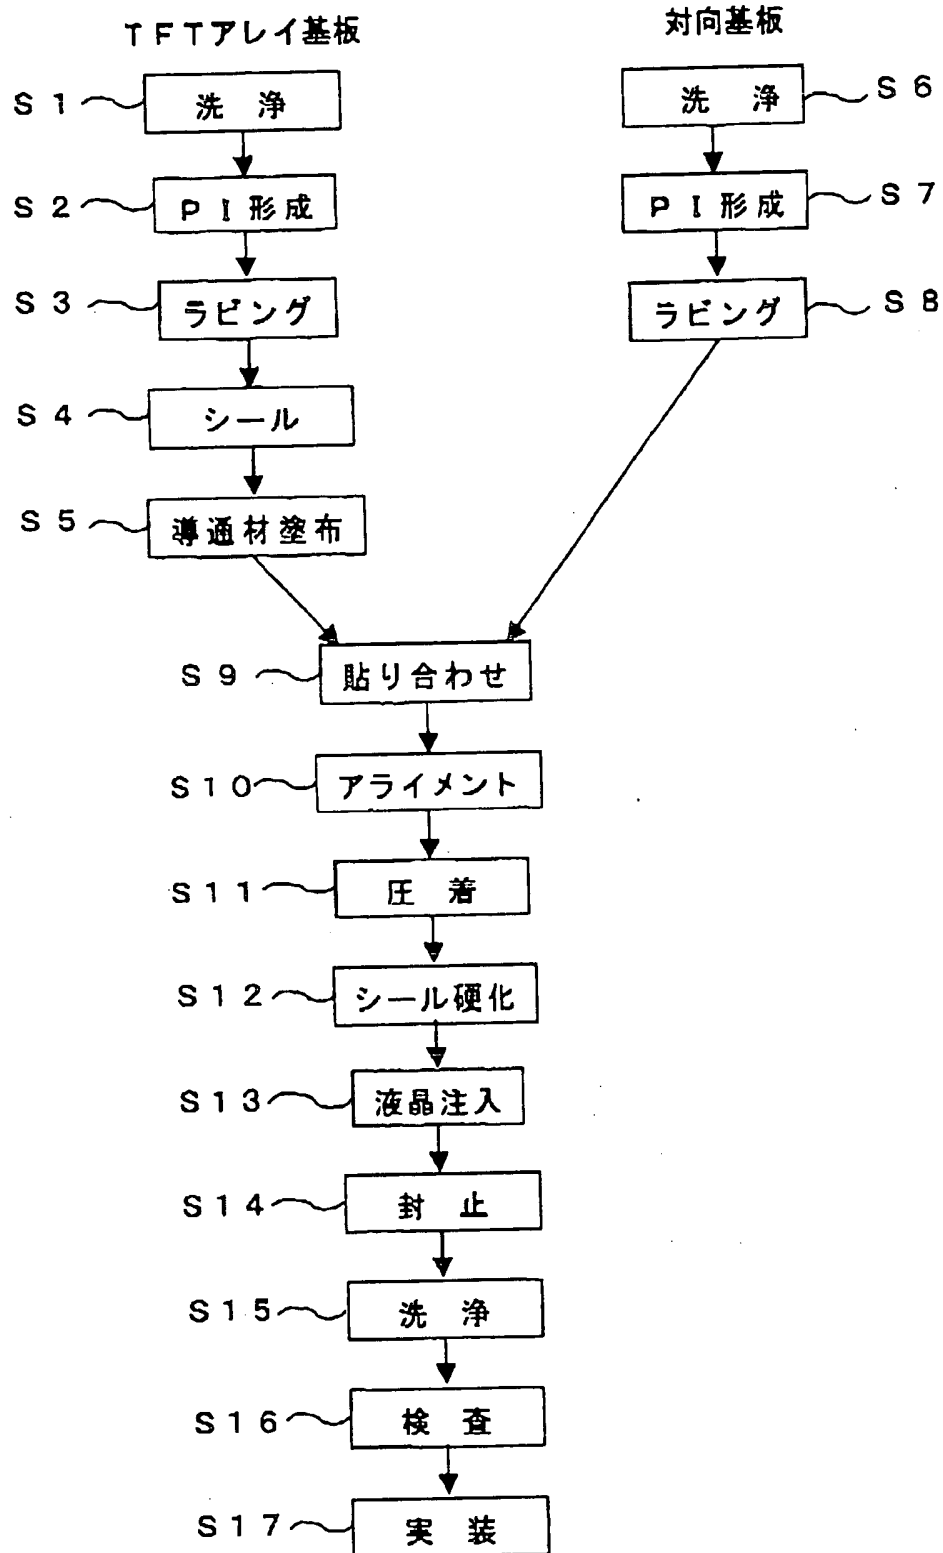 TFTアレイ基板
S1 洗 浄
S2 PI形成
S3 ラビング
S4 シール
S5 導通材塗布
対向基板
洗 浄 S6
PI形成 S7
ラビング S8
S9 貼り合わせ
S10 アライメント
S11 圧 着
S12 シール硬化
S13 液晶注入
S14 封 止
S15 洗 浄
S16 検 査
S17 実 装